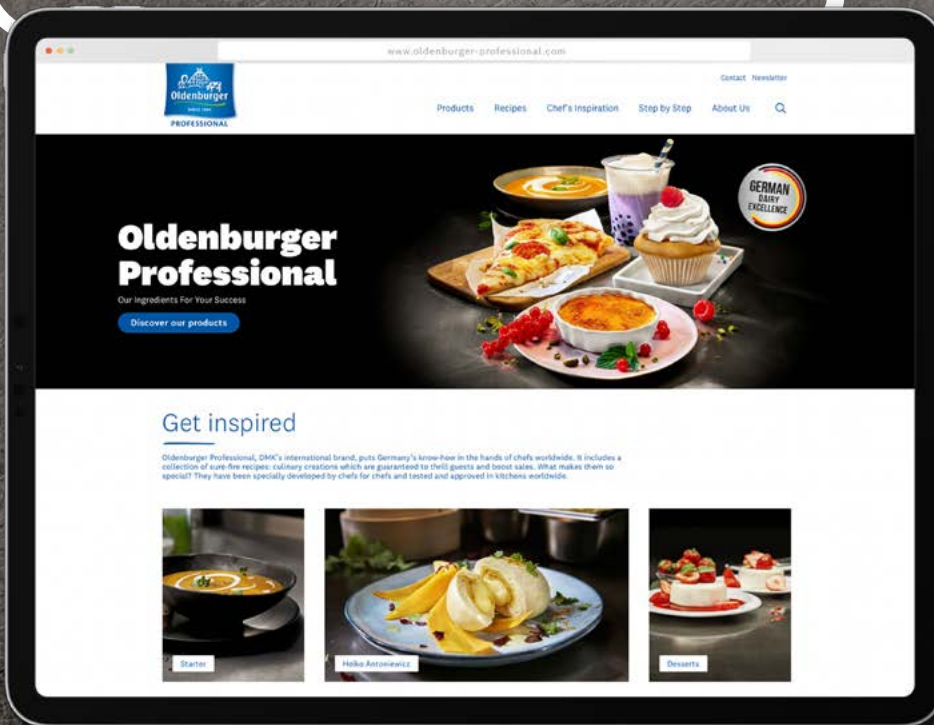 www.oldenburger-professional.com
Contact Newsletter
Oldenburger
SINCE 1964
PROFESSIONAL
Products Recipes Chef's Inspiration Step by Step About Us
GERMAN
DAIRY
EXCELLENCE
Oldenburger
Professional
Our Ingredients For Your Success
Discover our products
Get inspired
Oldenburger Professional, DMK's international brand, puts Germany's know-how in the hands of chefs worldwide. It includes a
collection of sure-fire recipes: culinary creations which are guaranteed to thrill guests and boost sales. What makes them so
special? They have been specially developed by chefs for chefs and tested and approved in kitchens worldwide.
Starter
Heiko Antoniewicz
Desserts